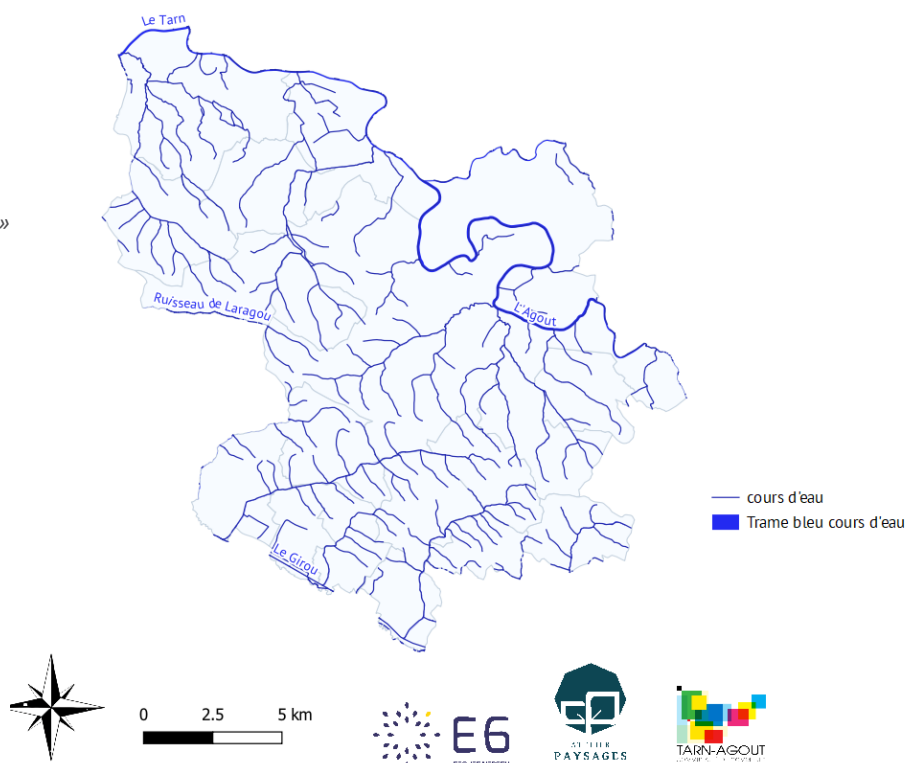 Le Tarn
»
Ruisseau de Laragou
L'Agout
cours d'eau
Trame bleu cours d'eau
Le Girou
0 2.5 5 km
E6
ATELIER
PAYSAGES
TARN-AGOUT